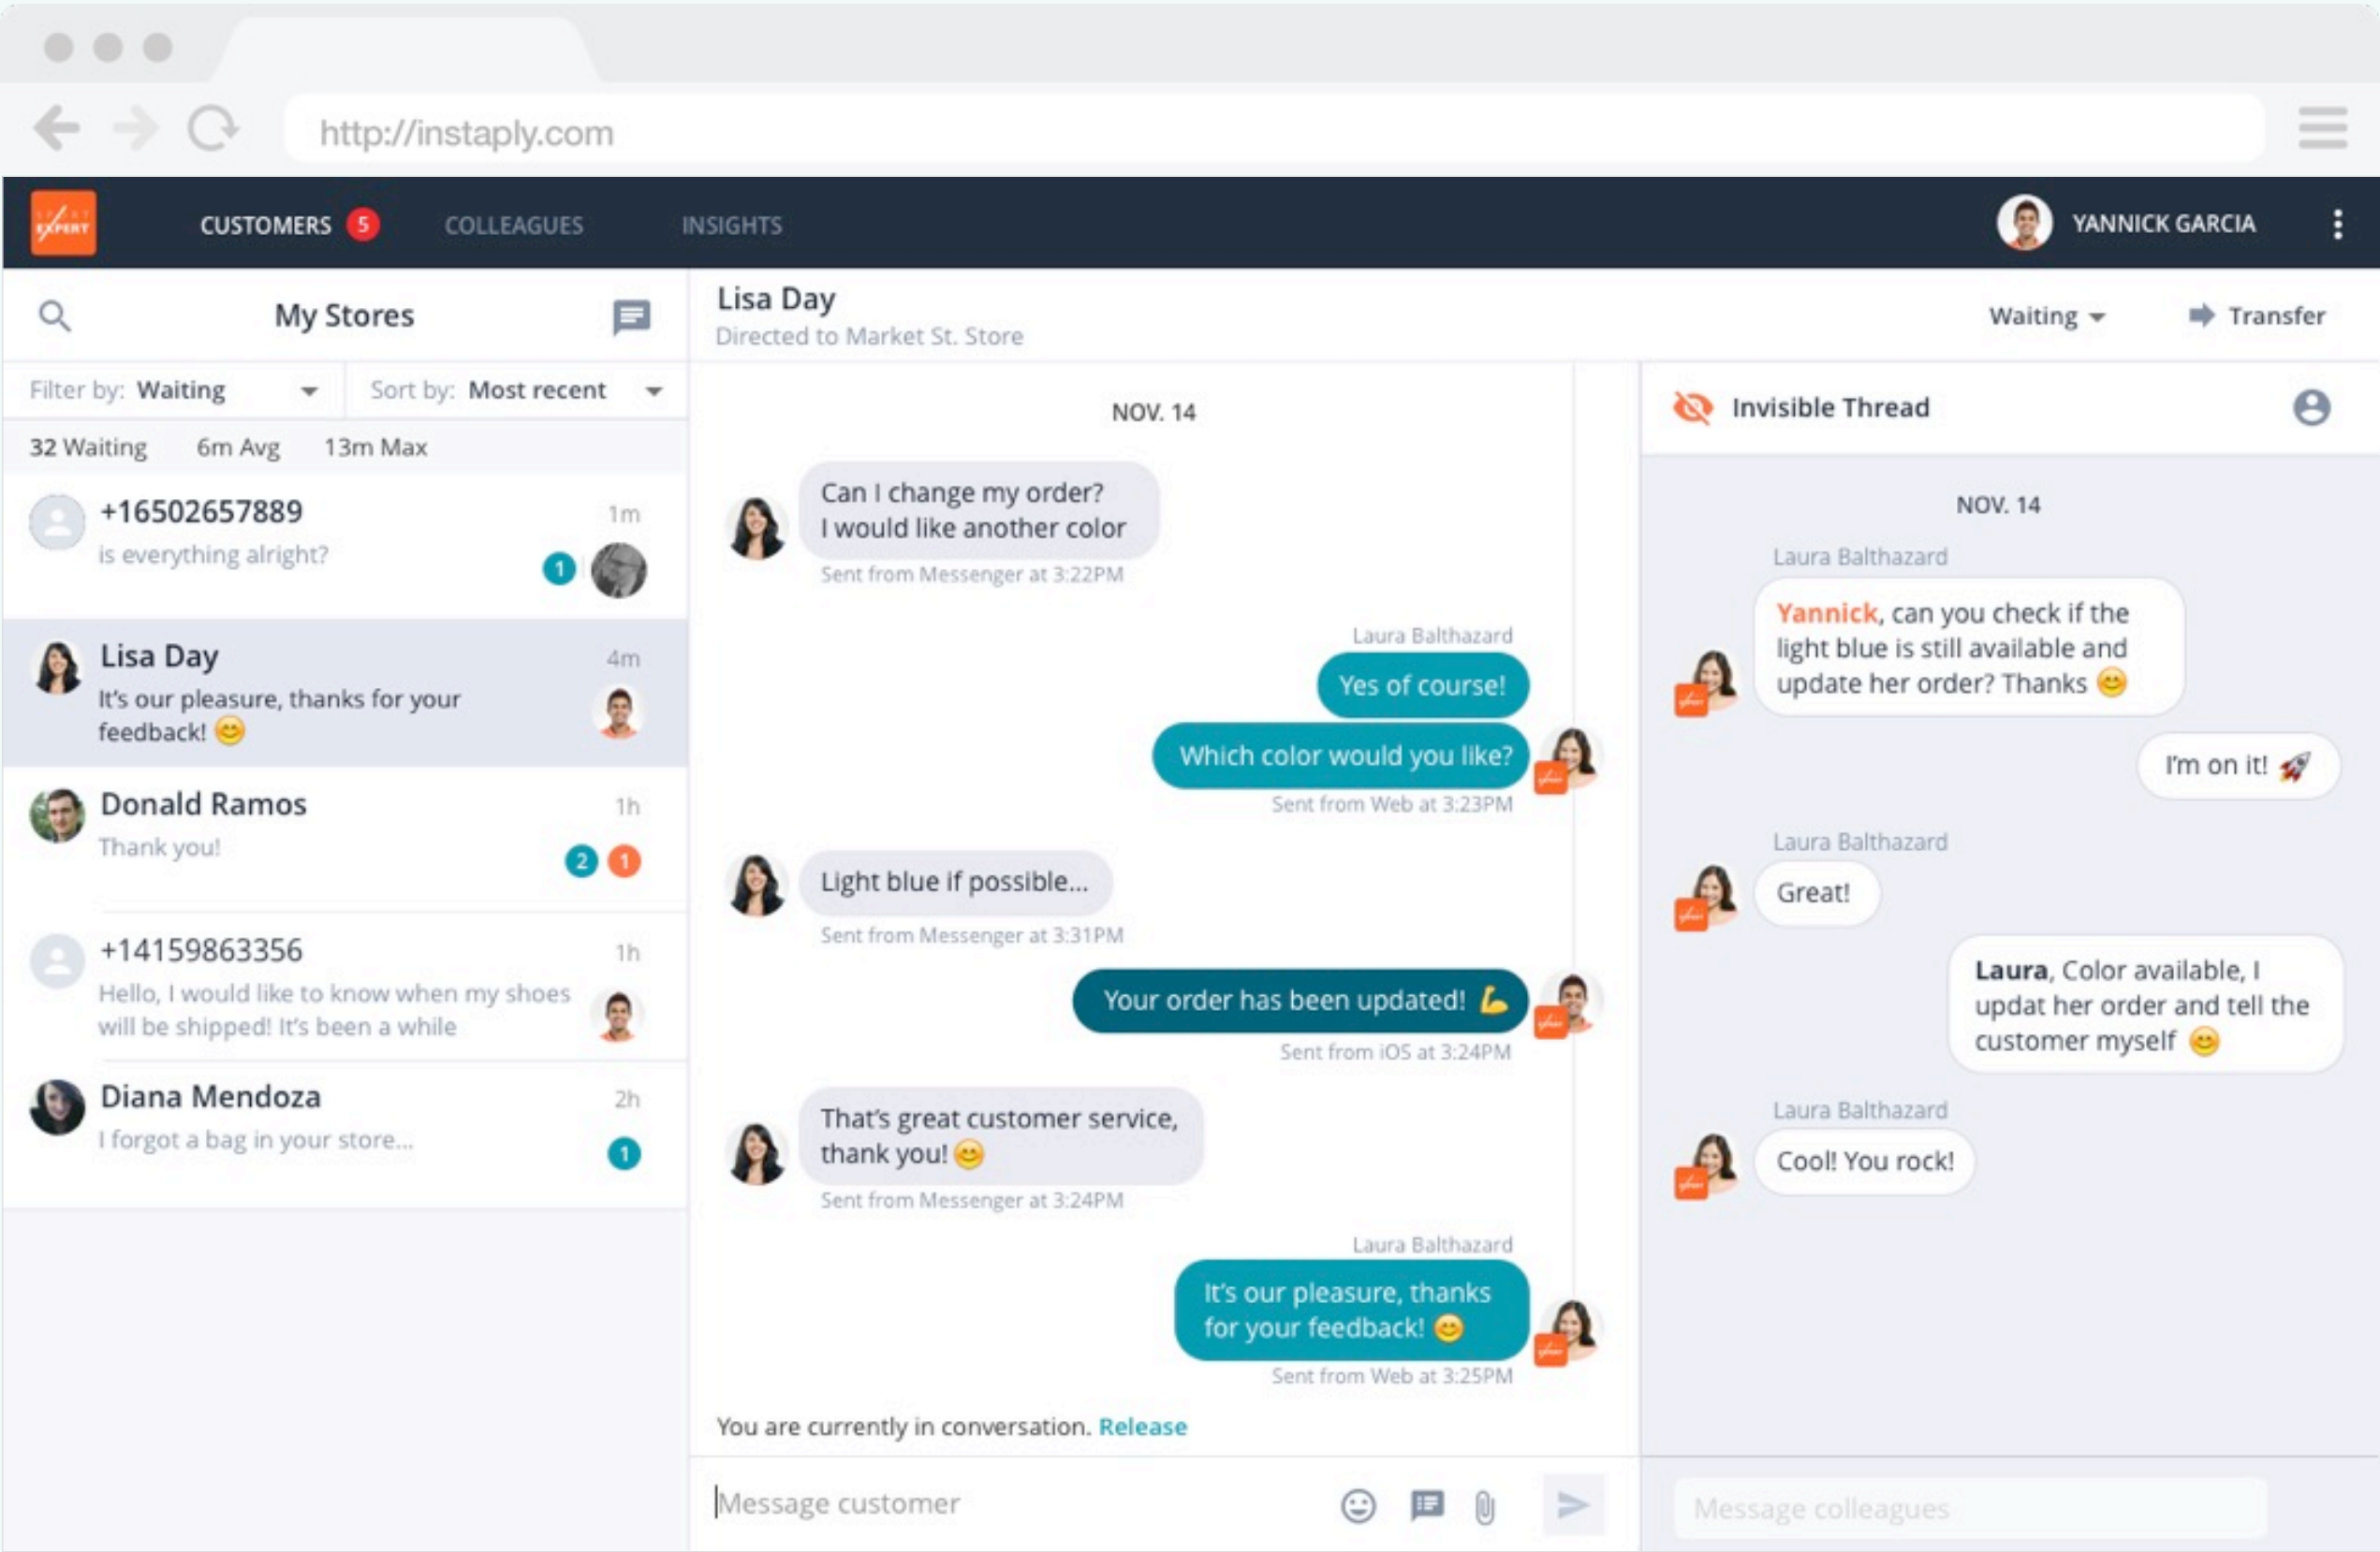 http://instaply.com
SPORT
EXPERT
CUSTOMERS 5
COLLEAGUES
INSIGHTS
YANNICK GARCIA
My Stores
Filter by: Waiting
Sort by: Most recent
32 Waiting 6m Avg 13m Max
+16502657889 1m
is everything alright?
1
Lisa Day 4m
It's our pleasure, thanks for your
feedback! 😊
Donald Ramos 1h
Thank you!
2 1
+14159863356 1h
Hello, I would like to know when my shoes
will be shipped! It's been a while
Diana Mendoza 2h
I forgot a bag in your store...
1
Lisa Day
Directed to Market St. Store
Waiting
Transfer
NOV. 14
Can I change my order?
I would like another color
Sent from Messenger at 3:22PM
Laura Balthazard
Yes of course!
Which color would you like?
Sent from Web at 3:23PM
Light blue if possible...
Sent from Messenger at 3:31PM
Your order has been updated! 💪
Sent from iOS at 3:24PM
That's great customer service,
thank you! 😊
Sent from Messenger at 3:24PM
Laura Balthazard
It's our pleasure, thanks
for your feedback! 😊
Sent from Web at 3:25PM
You are currently in conversation. Release
Message customer
Invisible Thread
NOV. 14
Laura Balthazard
Yannick, can you check if the
light blue is still available and
update her order? Thanks 😊
I'm on it! 🚀
Laura Balthazard
Great!
Laura, Color available, I
updat her order and tell the
customer myself 😊
Laura Balthazard
Cool! You rock!
Message colleagues